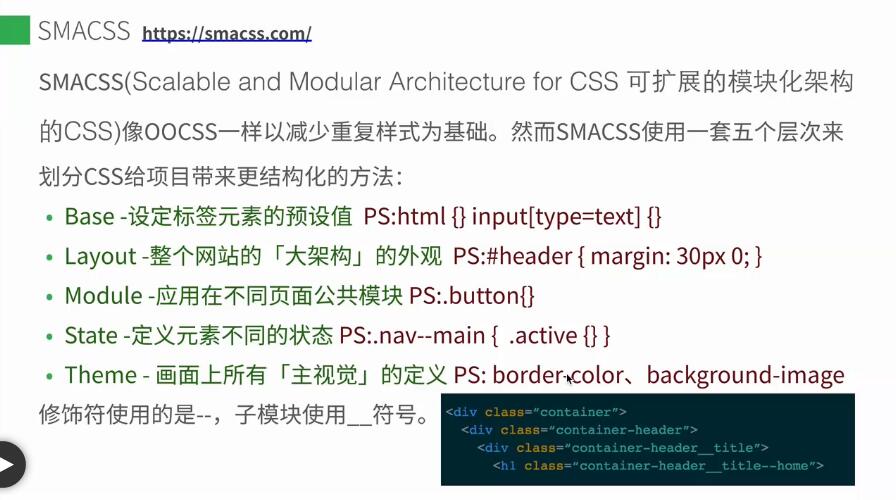 SMACSS https://smacss.com/
SMACSS(Scalable and Modular Architecture for CSS 可扩展的模块化架构
的CSS)像OOCSS一样以减少重复样式为基础。然而SMACSS使用一套五个层次来
划分CSS给项目带来更结构化的方法：
• Base -设定标签元素的预设值 PS:html {} input[type=text] {}
• Layout -整个网站的「大架构」的外观 PS:#header { margin: 30px 0; }
• Module -应用在不同页面公共模块 PS:.button{}
• State -定义元素不同的状态 PS:.nav--main { .active {} }
• Theme - 画面上所有「主视觉」的定义 PS: border-color、background-image
修饰符使用的是--，子模块使用__符号。
<div class="container">
<div class="container-header">
<div class="container-header__title">
<h1 class="container-header__title--home">